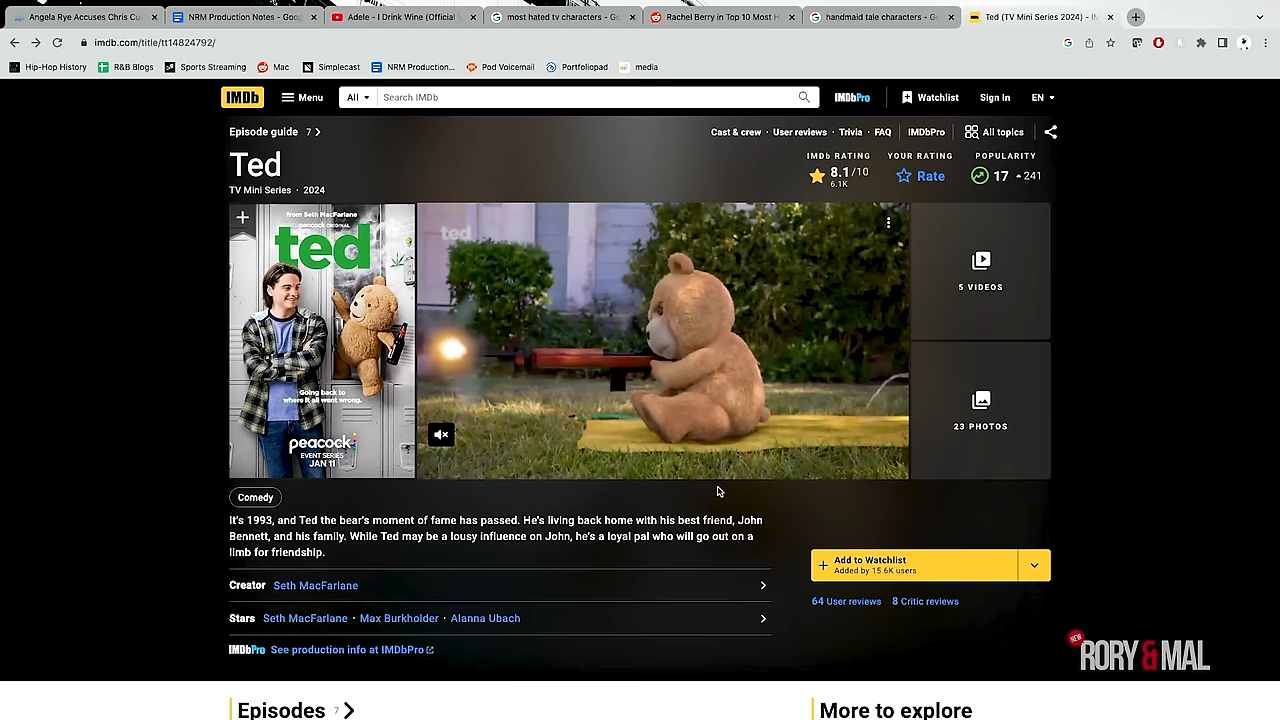 Angela Rye Accuses Chris Cu
NRM Production Notes - Goo
Adele - I Drink Wine (Official
most hated tv characters - Go
Rachel Berry in Top 10 Most H
handmaid tale characters - G
Ted (TV Mini Series 2024) - IM
imdb.com/title/tt14824792/
Hip-Hop History
R&B Blogs
Sports Streaming
Mac
Simplecast
NRM Production...
Pod Voicemail
Portfoliopad
media
IMDb
Menu
All
Search IMDb
IMDbPro
Watchlist
Sign In
EN
Episode guide 7
Cast & crew · User reviews · Trivia · FAQ
IMDbPro
All topics
Ted
TV Mini Series · 2024
IMDb RATING
8.1/10
6.1K
YOUR RATING
Rate
POPULARITY
17
241
from Seth MacFarlane
peacock ORIGINAL
ted
Going back to
where it all went wrong.
peacock
EVENT SERIES
JAN 11
ted
5 VIDEOS
23 PHOTOS
Comedy
It's 1993, and Ted the bear's moment of fame has passed. He's living back home with his best friend, John
Bennett, and his family. While Ted may be a lousy influence on John, he's a loyal pal who will go out on a
limb for friendship.
Creator Seth MacFarlane
Stars Seth MacFarlane · Max Burkholder · Alanna Ubach
IMDbPro See production info at IMDbPro
Add to Watchlist
Added by 15.6K users
64 User reviews 8 Critic reviews
NEW
RORY & MAL
Episodes 7
More to explore